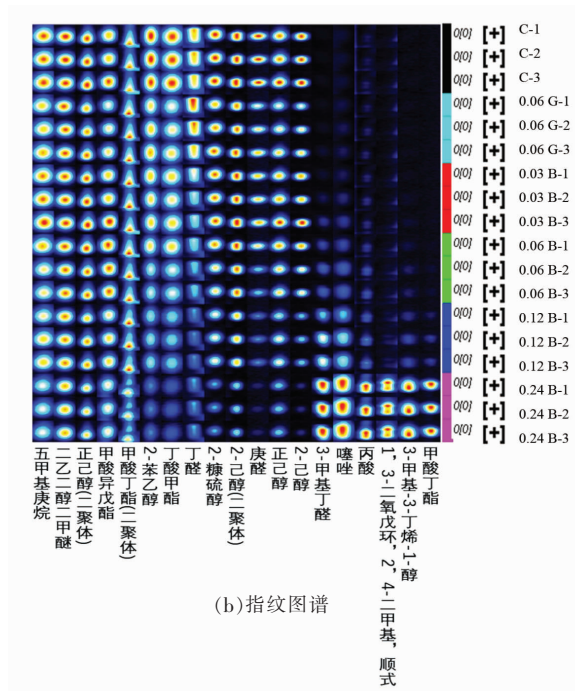 0[0] [+] C-1
0[0] [+] C-2
0[0] [+] C-3
0[0] [+] 0.06 G-1
0[0] [+] 0.06 G-2
0[0] [+] 0.06 G-3
0[0] [+] 0.03 B-1
0[0] [+] 0.03 B-2
0[0] [+] 0.03 B-3
0[0] [+] 0.06 B-1
0[0] [+] 0.06 B-2
0[0] [+] 0.06 B-3
0[0] [+] 0.12 B-1
0[0] [+] 0.12 B-2
0[0] [+] 0.12 B-3
0[0] [+] 0.24 B-1
0[0] [+] 0.24 B-2
0[0] [+] 0.24 B-3
五甲基庚烷
二乙二醇二甲醚
正己醇(二聚体)
甲酸异戊酯
甲酸丁酯(二聚体)
2-苯乙醇
丁酸甲酯
丁醛
2-糠硫醇
2-己醇(二聚体)
庚醛
正己醇
2-己醇
3-甲基丁醛
噻唑
丙酸
1，3-二氧戊环，2，4-二甲基，顺式
3-甲基-3-丁烯-1-醇
甲酸丁酯
(b)指纹图谱